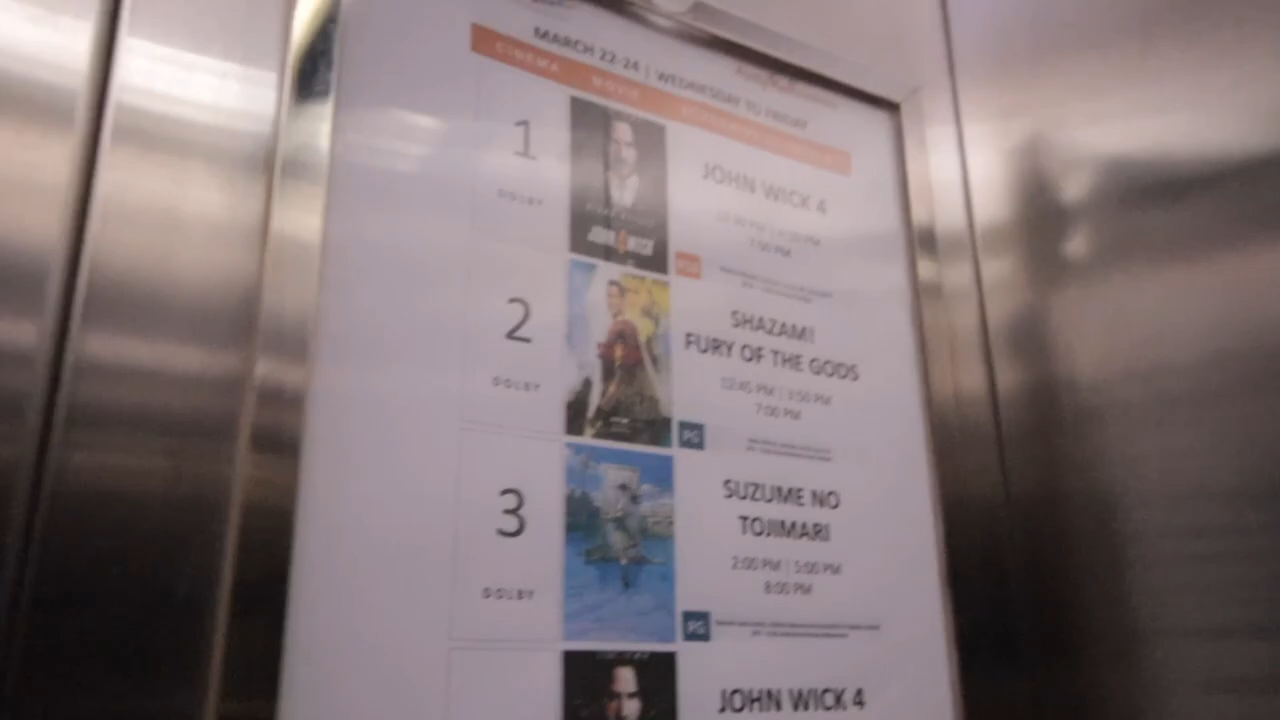 MARCH 22-24 | WEDNESDAY TO FRIDAY
CINEMA MOVIE
1
DOLBY
JOHN WICK 4
7:00 PM
2
DOLBY
SHAZAM!
FURY OF THE GODS
12:45 PM | 3:50 PM
7:00 PM
PG
3
DOLBY
SUZUME NO
TOJIMARI
2:00 PM | 5:00 PM
8:00 PM
PG
JOHN WICK 4